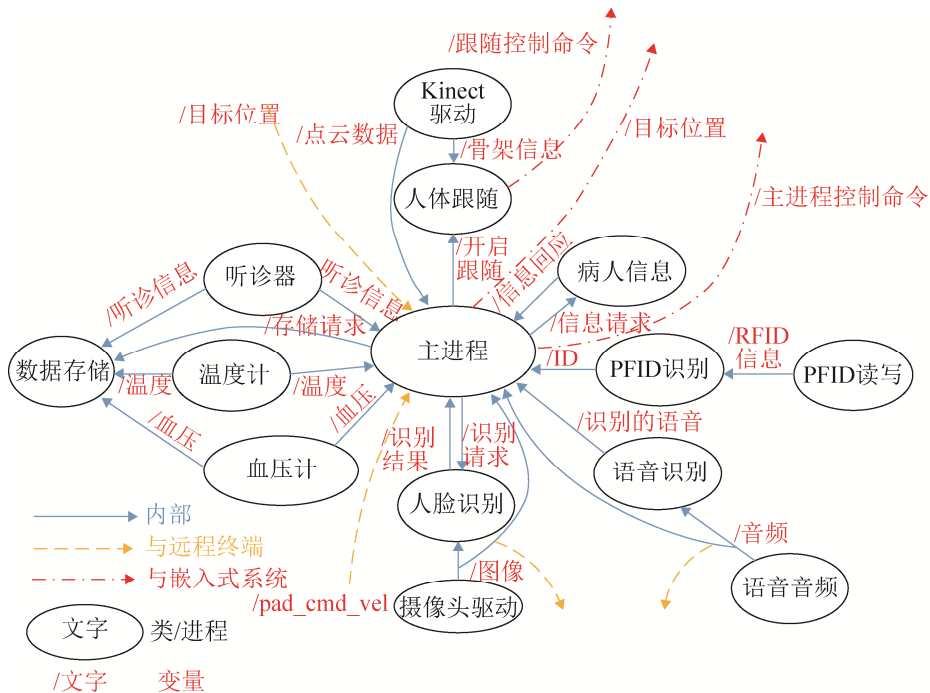 /跟随控制命令
Kinect
驱动
/目标位置
/点云数据
/目标位置
/骨架信息
人体跟随
/主进程控制命令
/开启
跟随
/信息回应
病人信息
听诊器
/听诊信息
听诊信息
/存储请求
/信息请求
主进程
/RFID
信息
/ID
数据存储
/温度
温度计
/温度
PFID识别
PFID读写
/血压
/血压
/识别的语音
/识别
结果
/识别
请求
血压计
语音识别
人脸识别
内部
/音频
与远程终端
/图像
与嵌入式系统
/pad_cmd_vel
摄像头驱动
语音音频
文字
类/进程
/文字
变量